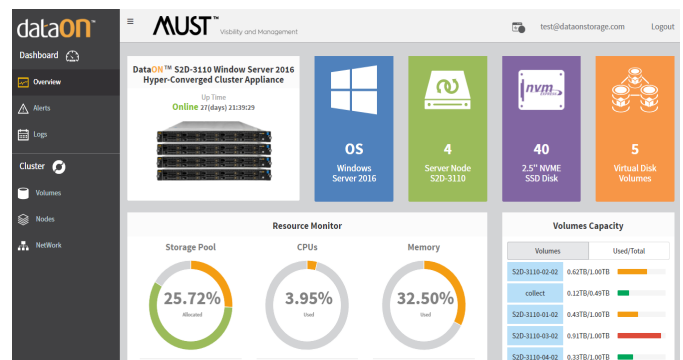 dataON™
MUST™ Visbility and Management
test@dataonstorage.com Logout
Dashboard
Overview
Alerts
Logs
Cluster
Volumes
Nodes
NetWork
DataON™ S2D-3110 Window Server 2016
Hyper-Converged Cluster Appliance
Up Time
Online 27(days) 21:39:29
OS
Windows
Server 2016
4
Server Node
S2D-3110
nvm
EXPRESS
40
2.5" NVME
SSD Disk
5
Virtual Disk
Volumes
Resource Monitor
Storage Pool
25.72%
Allocated
CPUs
3.95%
Used
Memory
32.50%
Used
Volumes Capacity
Volumes Used/Total
S2D-3110-02-02 0.62TB/1.00TB
collect 0.12TB/0.49TB
S2D-3110-01-02 0.43TB/1.00TB
S2D-3110-03-02 0.91TB/1.00TB
S2D-3110-04-02 0.33TB/1.00TB